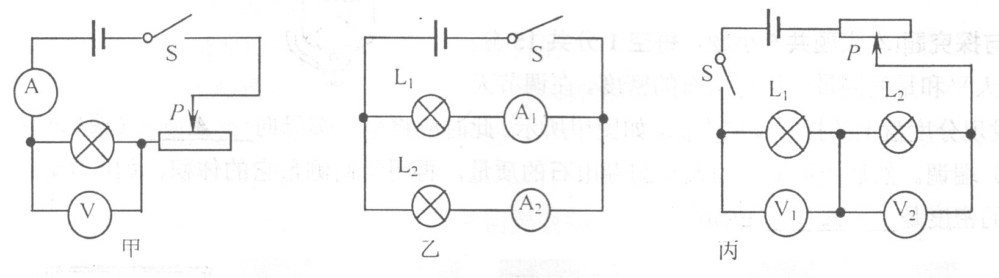 S
A
P
V
甲
S
L₁
A₁
L₂
A₂
乙
P
S
L₁
L₂
V₁
V₂
丙